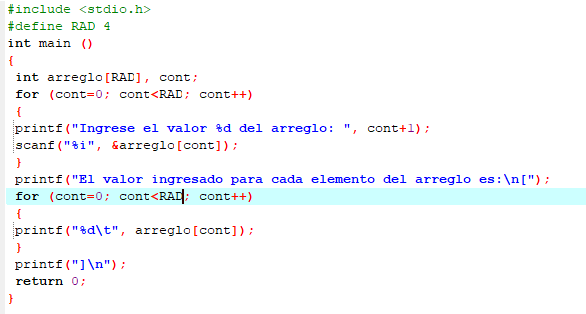 #include <stdio.h>
#define RAD 4
int main ()
{
int arreglo[RAD], cont;
for (cont=0; cont<RAD; cont++)
{
printf("Ingrese el valor %d del arreglo: ", cont+1);
scanf("%i", &arreglo[cont]);
}
printf("El valor ingresado para cada elemento del arreglo es:\n[");
for (cont=0; cont<RAD; cont++)
{
printf("%d\t", arreglo[cont]);
}
printf("]\n");
return 0;
}